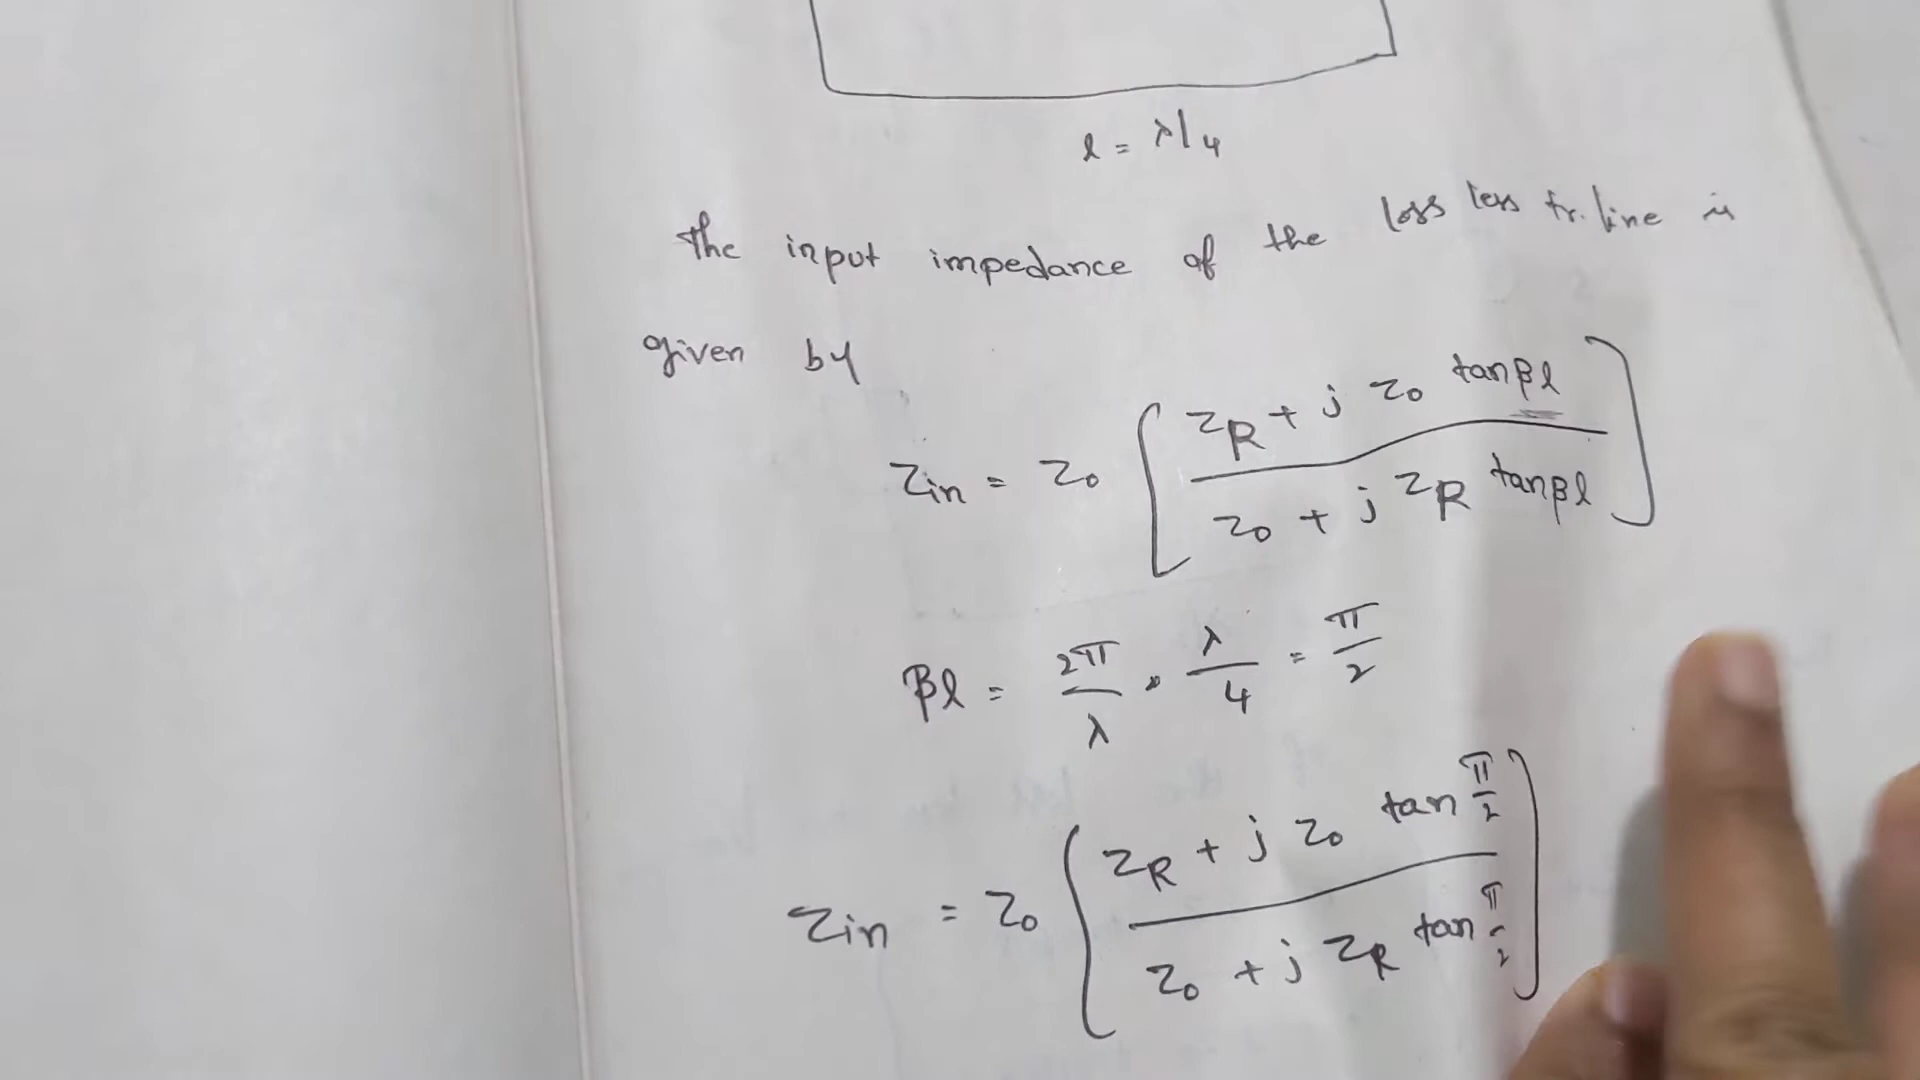 l = λ/4
The input impedance of the loss less tr. line is
given by
Zin = Z0 [ ZR + j Z0 tanβl / Z0 + j ZR tanβl ]
βl = 2π/λ · λ/4 = π/2
Zin = Z0 [ ZR + j Z0 tan π/2 / Z0 + j ZR tan π/2 ]